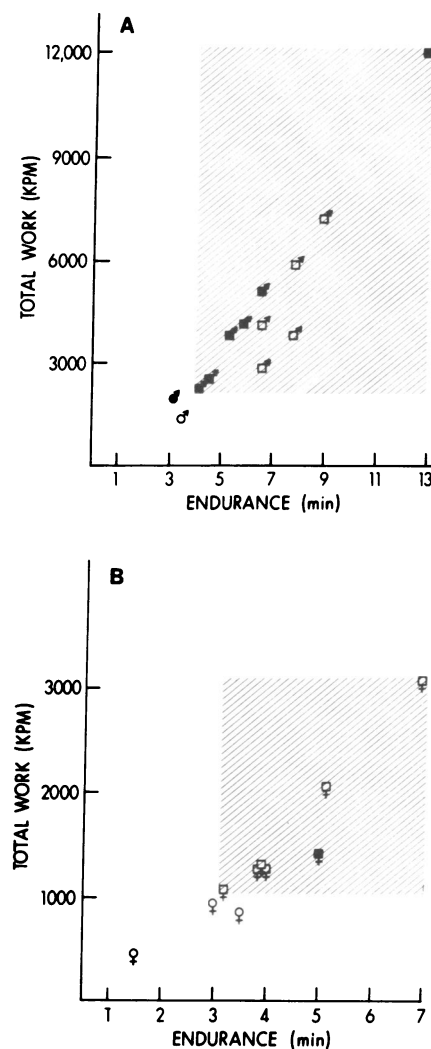 A
12,000
9000
6000
3000
TOTAL WORK (KPM)
1 3 5 7 9 11 13
ENDURANCE (min)
B
3000
2000
1000
TOTAL WORK (KPM)
1 2 3 4 5 6 7
ENDURANCE (min)